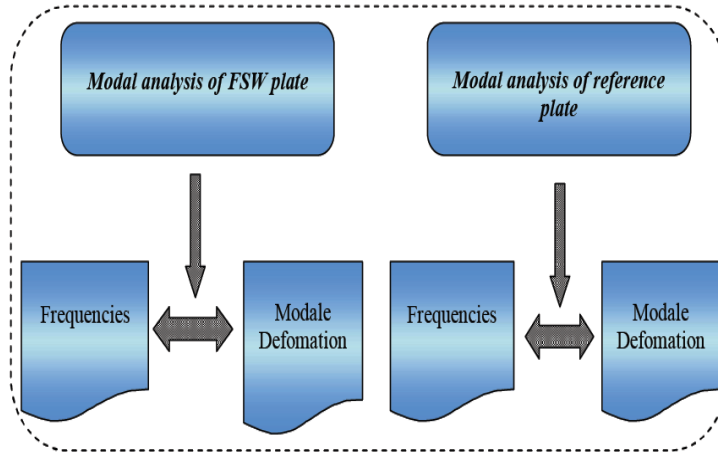 Modal analysis of FSW plate
Modal analysis of reference
plate
Frequencies
Modale
Defomation
Frequencies
Modale
Defomation